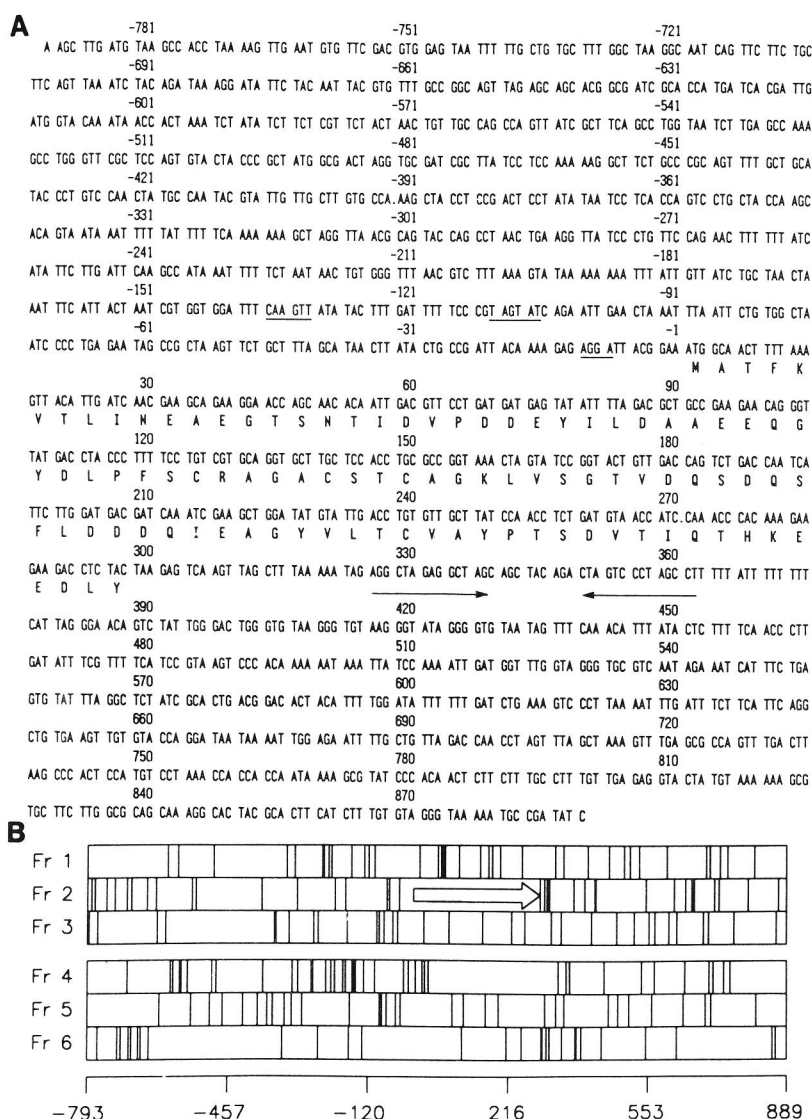 A
-781 -751 -721
A AGC TTG ATG TAA GCC ACC TAA AAG TTG AAT GTG TTC GAC GTG GAG TAA TTT TTG CTG TGC TTT GGC TAA GGC AAT CAG TTC TTC TGC
-691 -661 -631
TTC AGT TAA ATC TAC AGA TAA GGA TAT TCT ACA ATT ACG TGT TTG CCG GCA GTT AGA GCA GCA CGG CGA TCG CAC CAT GAT CAC GAT TG
-601 -571 -541
ATG GTA CAA ATA ACC ACT AAA TCT ATA TCT TCT CGT TCT ACT AAC TGT TGC CAG CCA GTT ATC GCT TCA GCC TGG TAA TCT TGA GCC AAA
-511 -481 -451
GCC TGG GTT CGC TCC AGT GTA CTA CCC GCT ATG GCG ACT AGG TGC GAT CGC TTA TCC TCC AAA AAG GCT TCT GCC CGC AGT TTT GCT GCA
-421 -391 -361
TAC CCT GTC CAA CTA TGC CAA TAC GTA TTG TTG CTT GTG CCA.AAG CTA CCT CCG ACT CCT ATA TAA TCC TCA CCA GTC CTG CTA CCA AGC
-331 -301 -271
ACA GTA ATA AAT TTT TAT TTT TCA AAA AAA GCT AGG TTA ACG CAG TAC CAG CCT AAC TGA AGG TTA TCC CTG TTC CAG AAC TTT TTT ATC
-241 -211 -181
ATA TTC TTG ATT CAA GCC ATA ATT TTT TCT AAT AAC TGT GGG TTT AAC GTC TTT AAA GTA TAA AAA AAA TTT ATT GTT ATC TGC TAA CTA
-151 -121 -91
AAT TTC ATT ACT AAT CGT GGT GGA TTT CAA GTT ATA TAC TTT GAT TTT TTC CCG TAG TAT CAG AAT TGA ACT AAA TTA ATT CTG TGG CTA
-61 -31 -1
ATC CCC TGA GAA TAG CCG CTA AGT TCT GCT TTA GCA TAA CTT ATA CTG CCG ATT ACA AAA GAG AGG ATT ACG GAA ATG GCA ACT TTT AAA
M A T F K
30 60 90
GTT ACA TTG ATC AAC GAA GCA GAA GGA ACC AGC AAC ACA ATT GAC GTT CCT GAT GAT GAG TAT ATT TTA GAC GCT GCC GAA GAA CAG GGT
V T L I N E A E G T S N T I D V P D D E Y I L D A A E E Q G
120 150 180
TAT GAC CTA CCC TTT TCC TGT CGT GCA GGT GCT TGC TCC ACC TGC GCC GGT AAA CTA GTA TCC GGT ACT GTT GAC CAG TCT GAC CAA TCA
Y D L P F S C R A G A C S T C A G K L V S G T V D Q S D Q S
210 240 270
TTC TTG GAT GAC GAT CAA ATC GAA GCT GGA TAT GTA TTG ACC TGT GTT GCT TAT CCA ACC TCT GAT GTA ACC ATC.CAA ACC CAC AAA GAA
F L D D D Q I E A G Y V L T C V A Y P T S D V T I Q T H K E
300 330 360
GAA GAC CTC TAC TAA GAG TCA AGT TAG CTT AAA AAA TAG AGG CTA GAG GCT AGC AGC TAC AGA CTA GTC CCT AGC CTT TTT ATT TTT TTT
E D L Y
390 420 450
CAT TAG GGA ACA GTC TAT TGG GAC TGG GTG TAA GGG TGT AAG GGT ATA GGG GTG TAA TAG TTT CAA ACA TTT ATA CTC TTT TCA ACC CTT
480 510 540
GAT ATT TCG TTT TCA TCC GTA AGT CCC ACA AAA AAT AAA TTA TCC AAA ATT GAT GGT TTG GTA GGG TGC GTC AAT AGA AAT CAT TTC TGA
570 600 630
GTG TAT TTA GGC TCT ATC GCA CTG ACG GAC ACT ACA TTT TGG ATA TTT TTT GAT CTG AAA GTC CCT TAA AAT TTG ATT TCT TCA TTC AGG
660 690 720
CTG TGA AGT TGT GTA CCA GGA TAA TAA AAT TGG AGA ATT TTG CTG TTA GAC CAA CCT AGT TTA GCT AAA GTT TGA GCG CCA GTT TGA CTT
750 780 810
AAG CCC ACT CCA TGT CCT AAA CCA CCA CCA ATA AAA GCG TAT CCC ACA ACT CTT CTT TGC CTT TGT TGA GAG GTA CTA TGT AAA AAA GCG
840 870
TGC TTC TTG GCG CAG CAA AGG CAC TAC GCA CTT CAT CTT TGT GTA GGG TAA AAA TGC CGA TAT C
B
Fr 1
Fr 2
Fr 3
Fr 4
Fr 5
Fr 6
-793 -457 -120 216 553 889